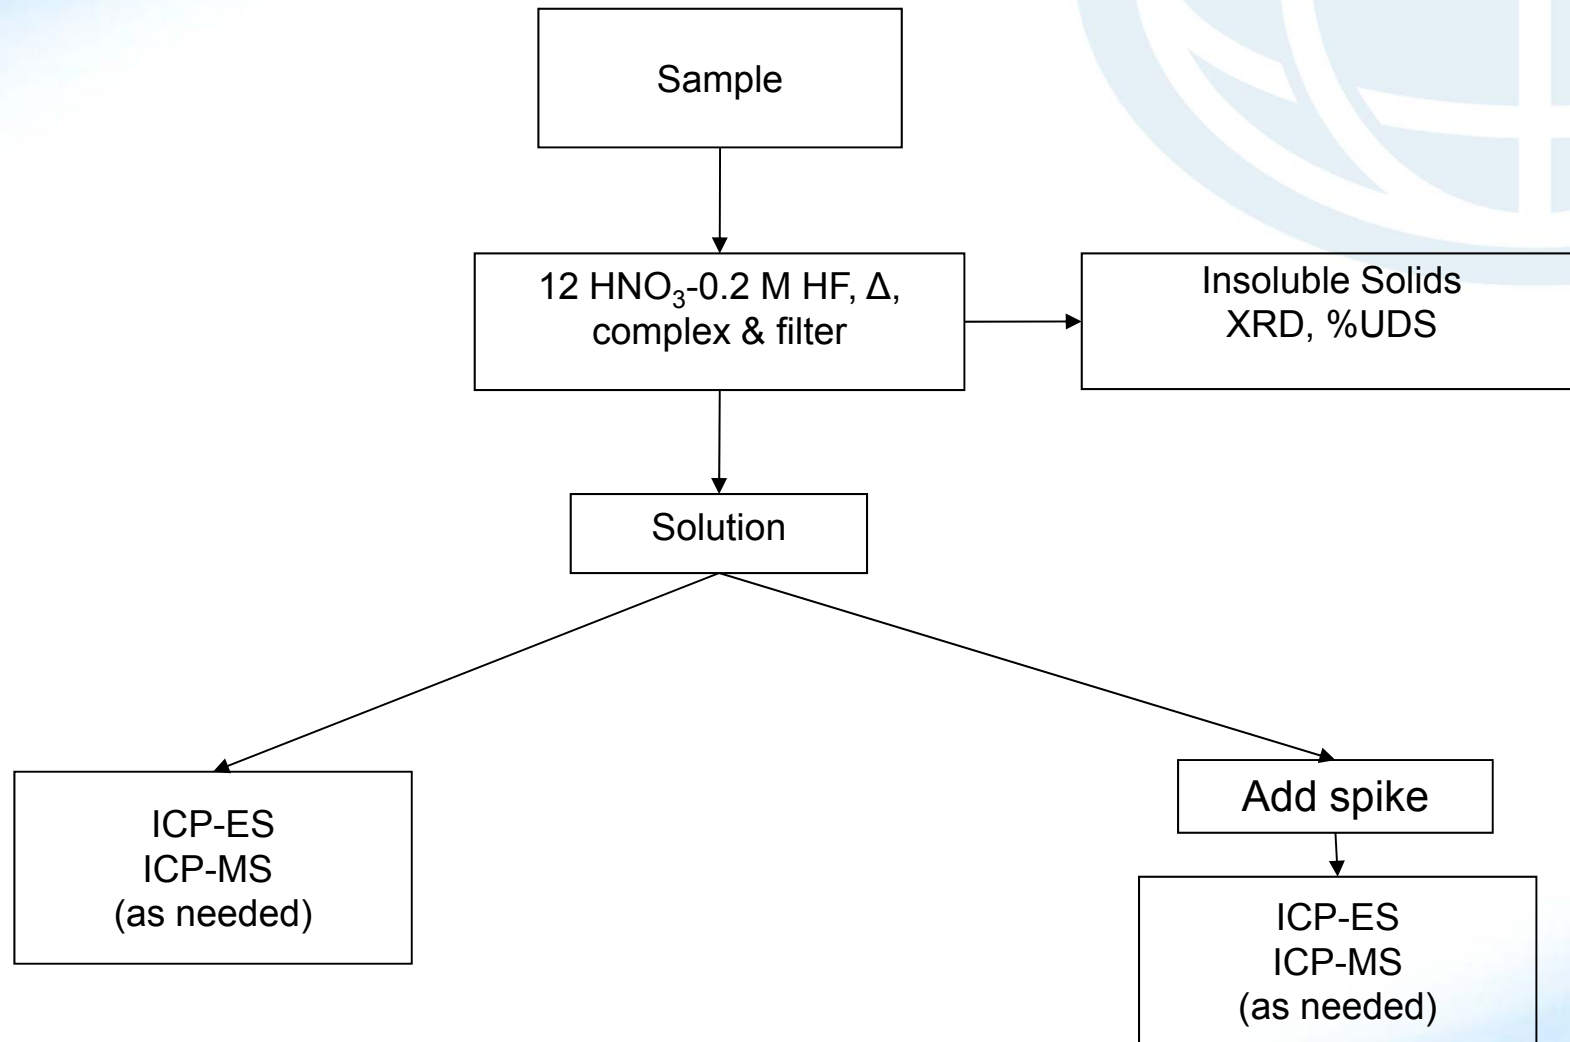 Sample
12 HNO₃-0.2 M HF, Δ,
complex & filter
Insoluble Solids
XRD, %UDS
Solution
ICP-ES
ICP-MS
(as needed)
Add spike
ICP-ES
ICP-MS
(as needed)